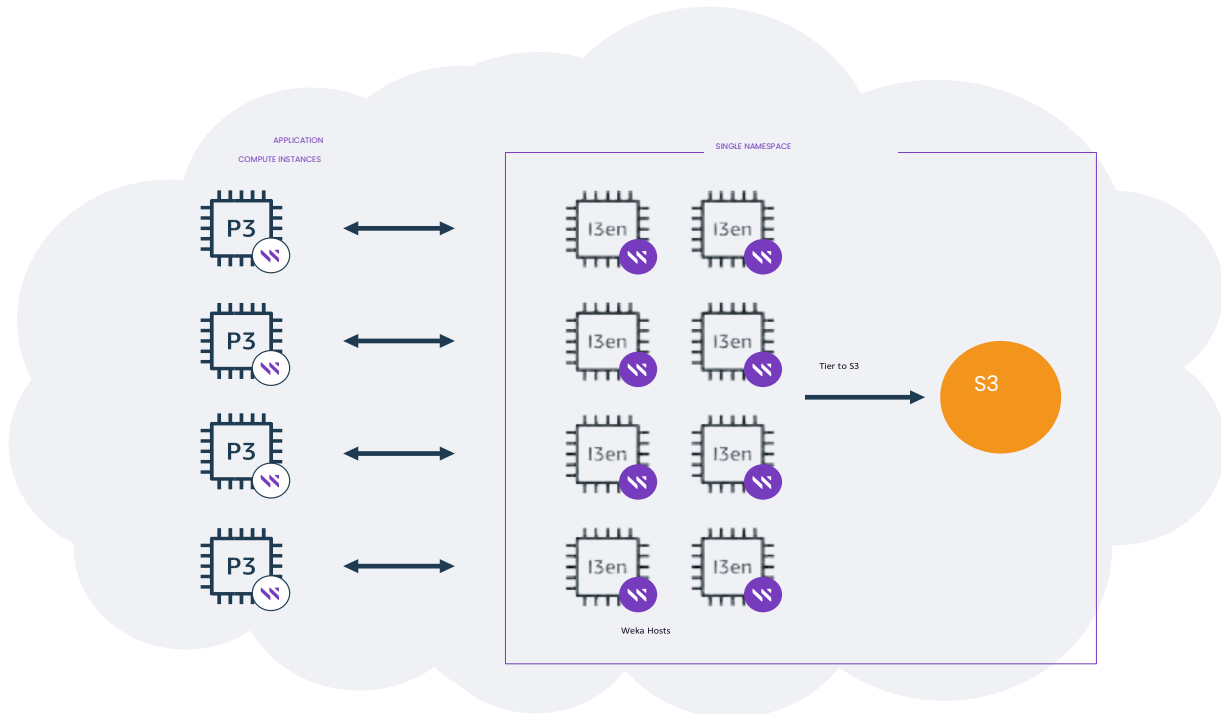 APPLICATION
COMPUTE INSTANCES
SINGLE NAMESPACE
P3
I3en
I3en
P3
I3en
I3en
Tier to S3
S3
P3
I3en
I3en
P3
I3en
I3en
Weka Hosts